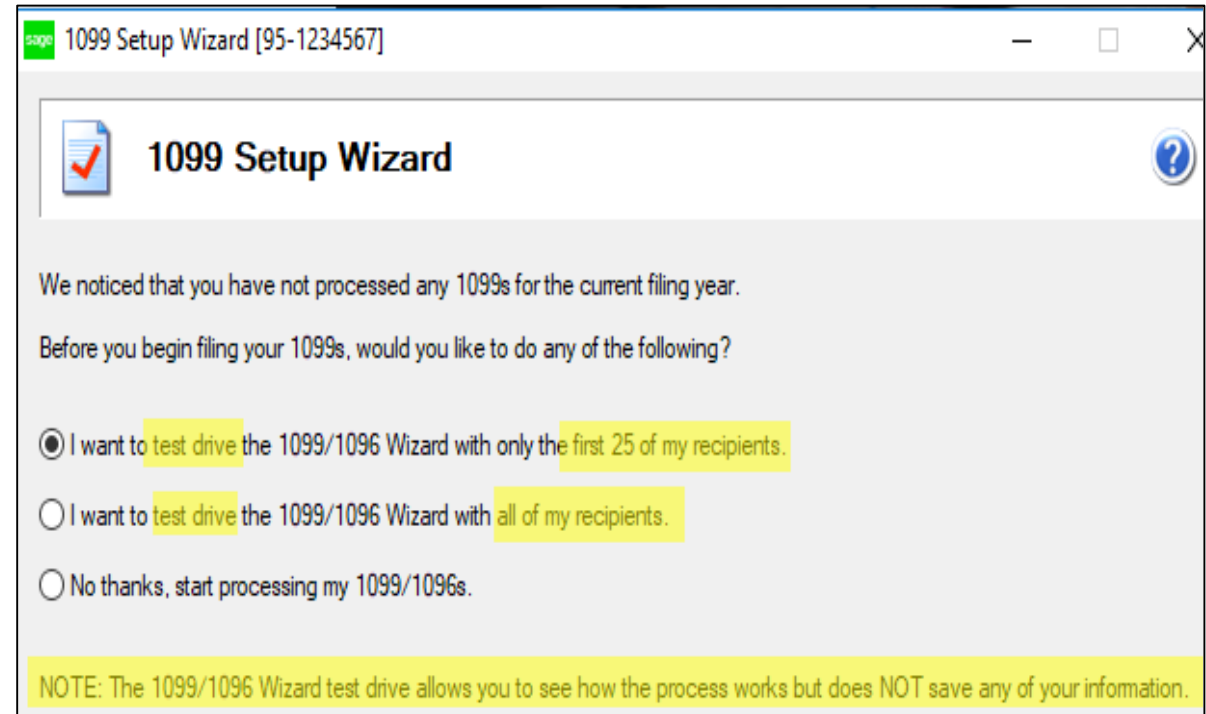 sage 1099 Setup Wizard [95-1234567]
1099 Setup Wizard
We noticed that you have not processed any 1099s for the current filing year.
Before you begin filing your 1099s, would you like to do any of the following?
I want to test drive the 1099/1096 Wizard with only the first 25 of my recipients.
I want to test drive the 1099/1096 Wizard with all of my recipients.
No thanks, start processing my 1099/1096s.
NOTE: The 1099/1096 Wizard test drive allows you to see how the process works but does NOT save any of your information.